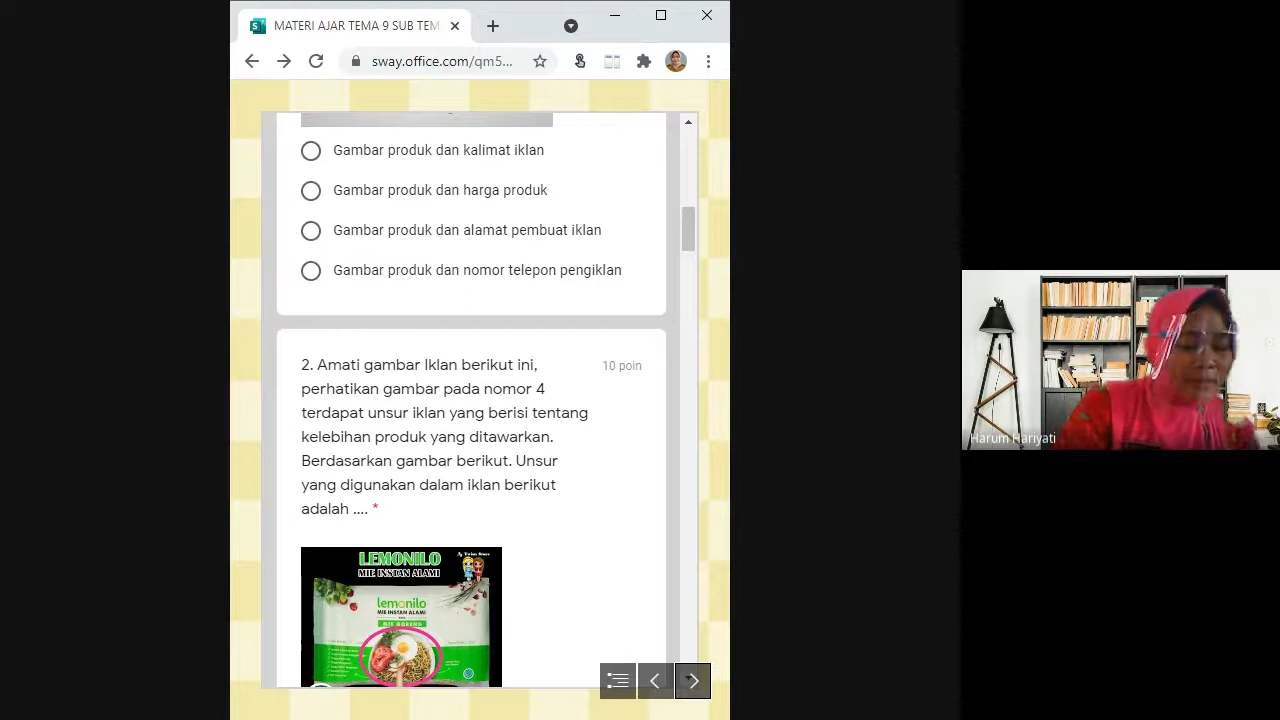 MATERI AJAR TEMA 9 SUB TEM
sway.office.com/qm5...
Gambar produk dan kalimat iklan
Gambar produk dan harga produk
Gambar produk dan alamat pembuat iklan
Gambar produk dan nomor telepon pengiklan
2. Amati gambar Iklan berikut ini,
10 poin
perhatikan gambar pada nomor 4
terdapat unsur iklan yang berisi tentang
kelebihan produk yang ditawarkan.
Berdasarkan gambar berikut. Unsur
yang digunakan dalam iklan berikut
adalah .... *
LEMONILO
MIE INSTAN ALAMI
lemonilo
MIE INSTAN ALAMI
MIE GORENG
Harum Hariyati